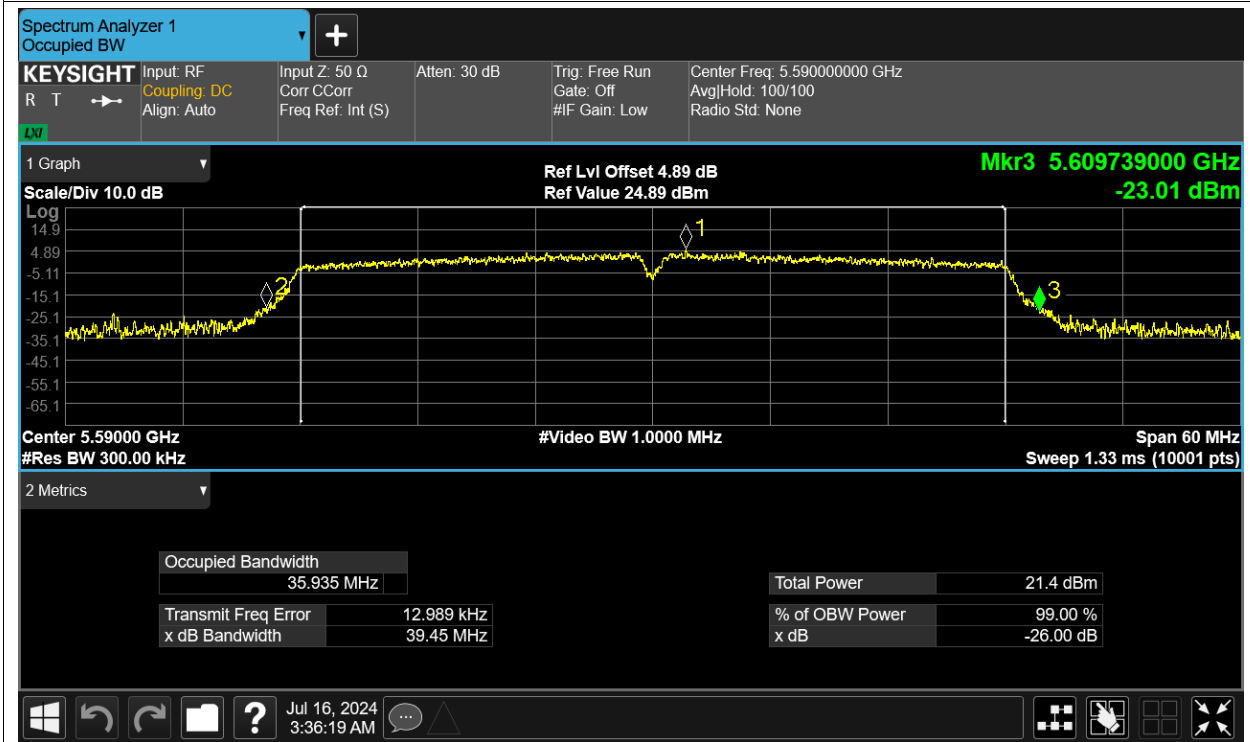 Spectrum Analyzer 1
Occupied BW
KEYSIGHT
R T
LXI
Input: RF
Coupling: DC
Align: Auto
Input Z: 50 Ω
Corr CCorr
Freq Ref: Int (S)
Atten: 30 dB
Trig: Free Run
Gate: Off
#IF Gain: Low
Center Freq: 5.590000000 GHz
Avg|Hold: 100/100
Radio Std: None
1 Graph
Scale/Div 10.0 dB
Ref Lvl Offset 4.89 dB
Ref Value 24.89 dBm
Mkr3 5.609739000 GHz
-23.01 dBm
Log
14.9
4.89
-5.11
-15.1
-25.1
-35.1
-45.1
-55.1
-65.1
1
2
3
Center 5.59000 GHz
#Video BW 1.0000 MHz
Span 60 MHz
#Res BW 300.00 kHz
Sweep 1.33 ms (10001 pts)
2 Metrics
Occupied Bandwidth
35.935 MHz
Total Power 21.4 dBm
Transmit Freq Error 12.989 kHz
% of OBW Power 99.00 %
x dB Bandwidth 39.45 MHz
x dB -26.00 dB
?
Jul 16, 2024
3:36:19 AM